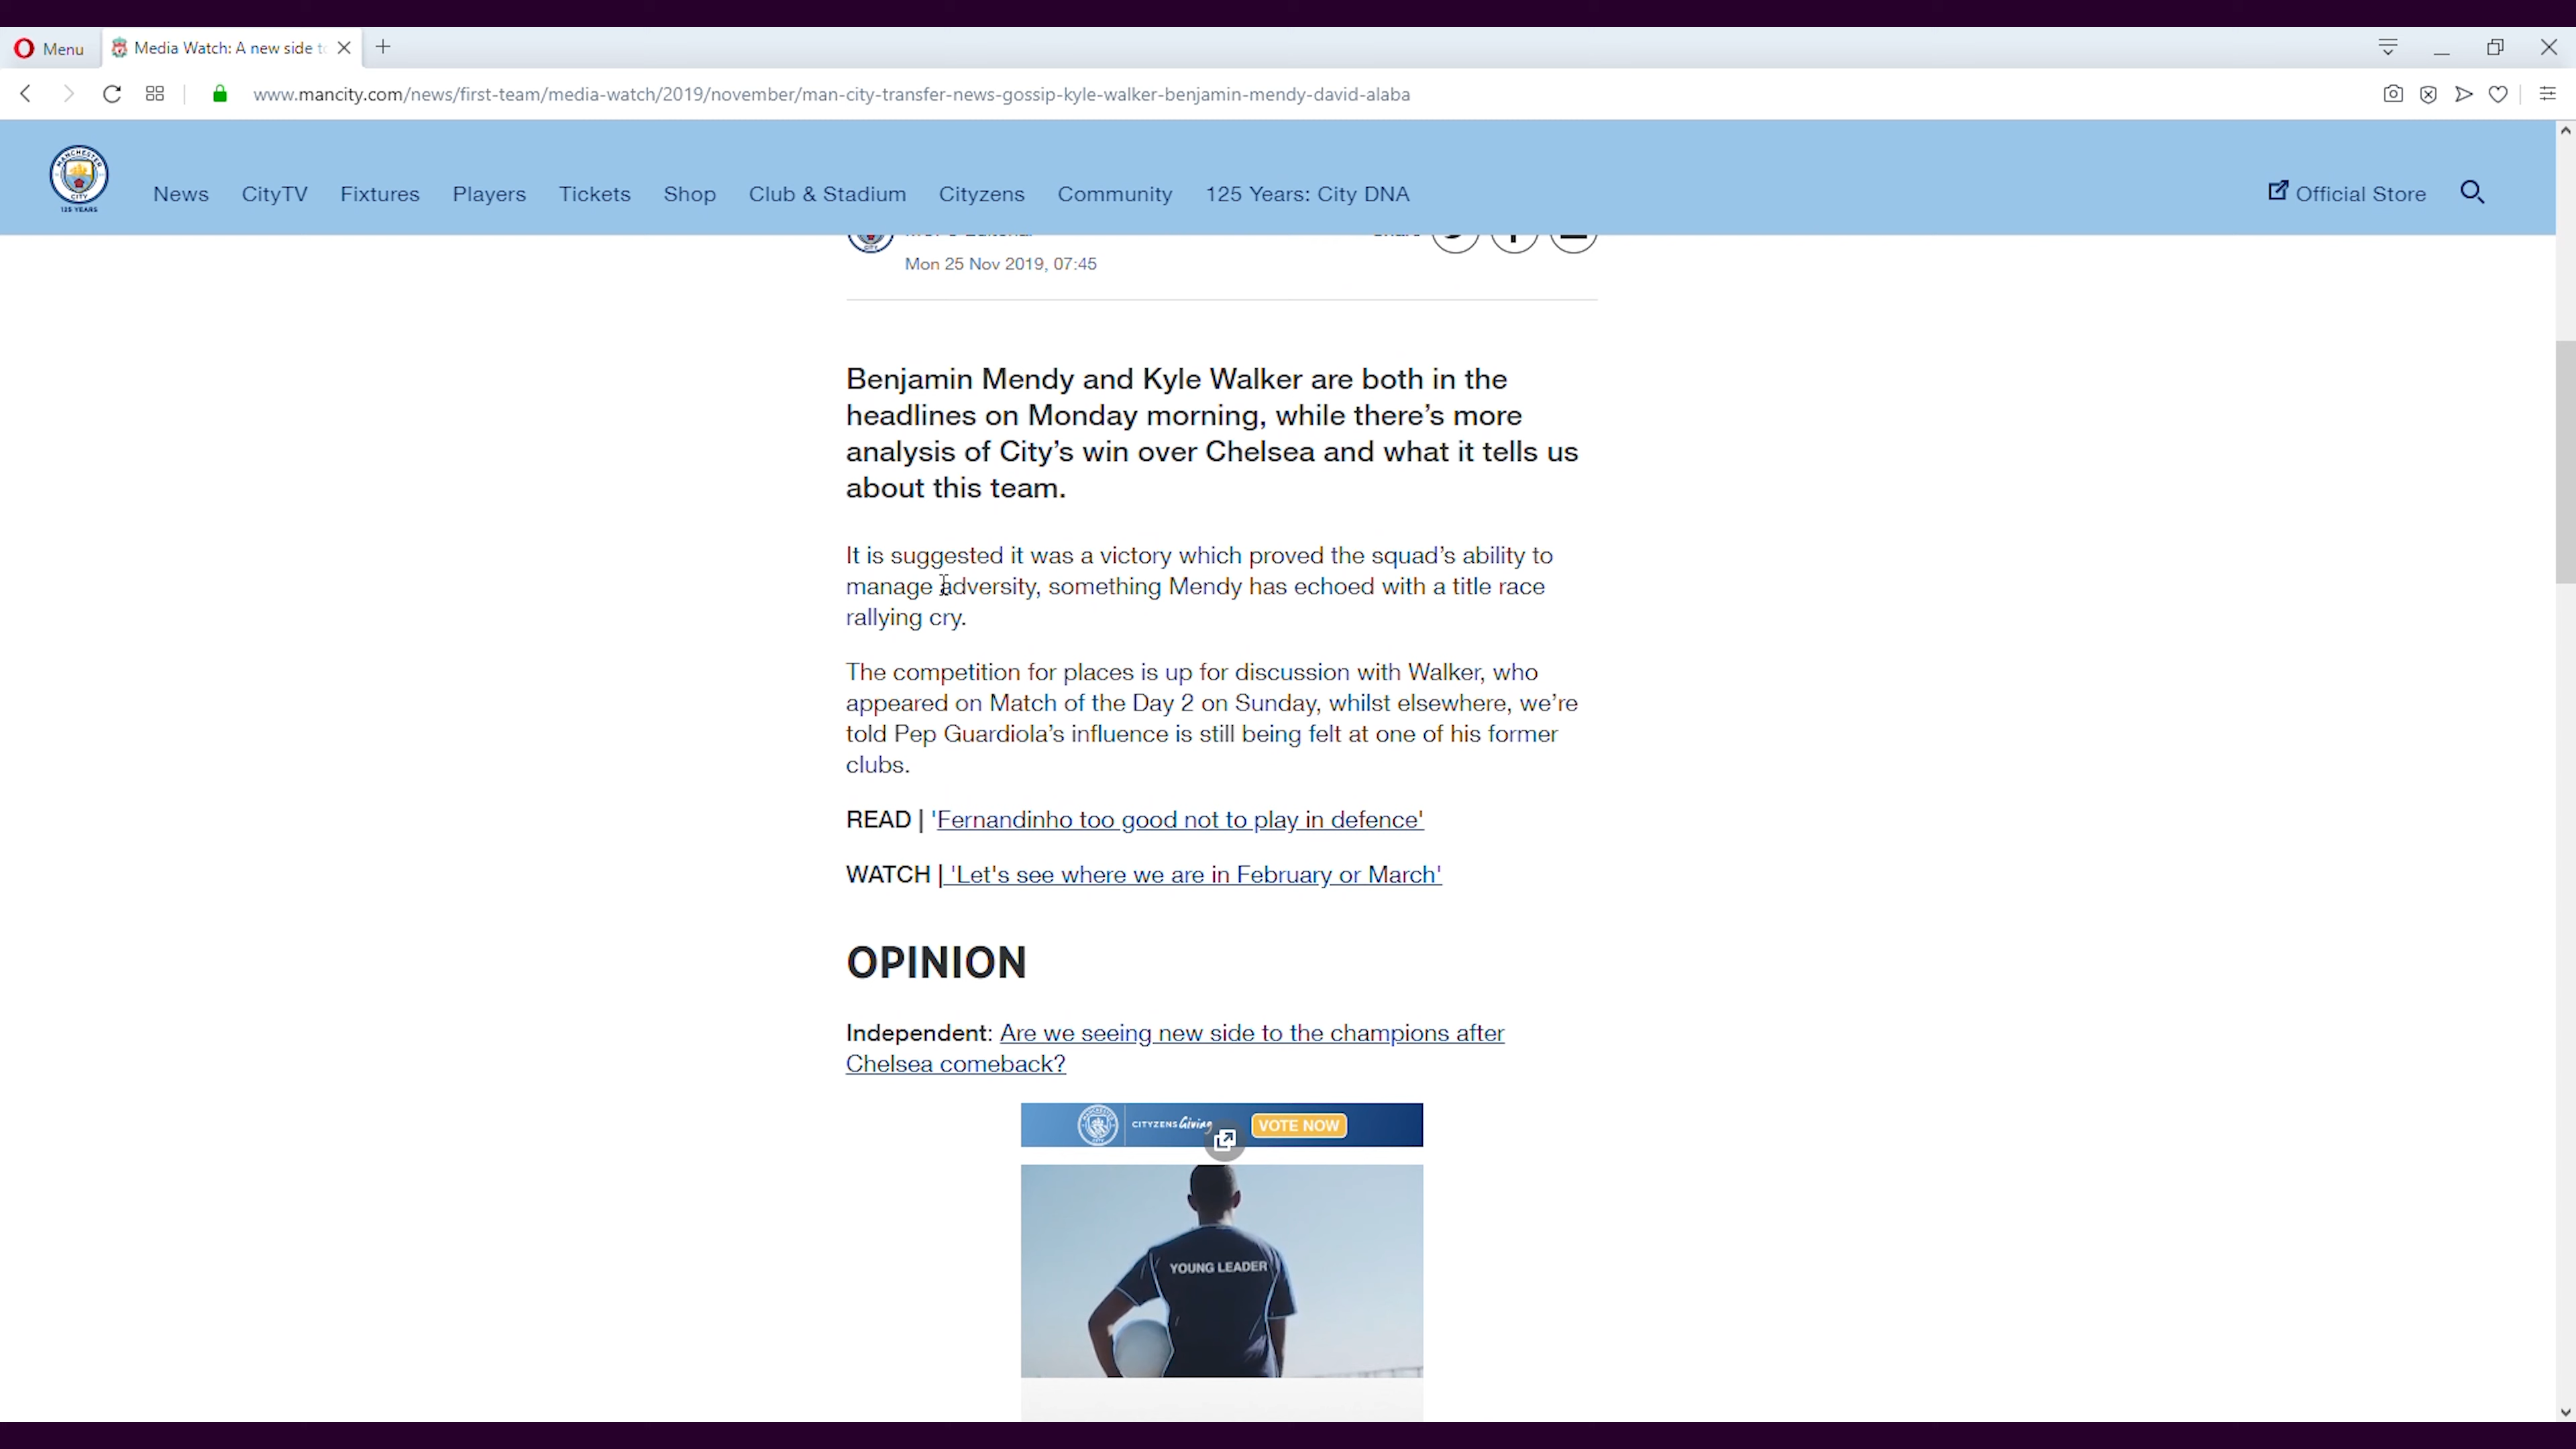 Menu
Media Watch: A new side to
www.mancity.com/news/first-team/media-watch/2019/november/man-city-transfer-news-gossip-kyle-walker-benjamin-mendy-david-alaba
MANCHESTER
CITY
125 YEARS
News CityTV Fixtures Players Tickets Shop Club & Stadium Cityzens Community 125 Years: City DNA
Official Store
Mon 25 Nov 2019, 07:45
Benjamin Mendy and Kyle Walker are both in the
headlines on Monday morning, while there’s more
analysis of City’s win over Chelsea and what it tells us
about this team.
It is suggested it was a victory which proved the squad’s ability to
manage adversity, something Mendy has echoed with a title race
rallying cry.
The competition for places is up for discussion with Walker, who
appeared on Match of the Day 2 on Sunday, whilst elsewhere, we’re
told Pep Guardiola’s influence is still being felt at one of his former
clubs.
READ | 'Fernandinho too good not to play in defence'
WATCH | 'Let's see where we are in February or March'
OPINION
Independent: Are we seeing new side to the champions after
Chelsea comeback?
CITYZENS Giving VOTE NOW
YOUNG LEADER